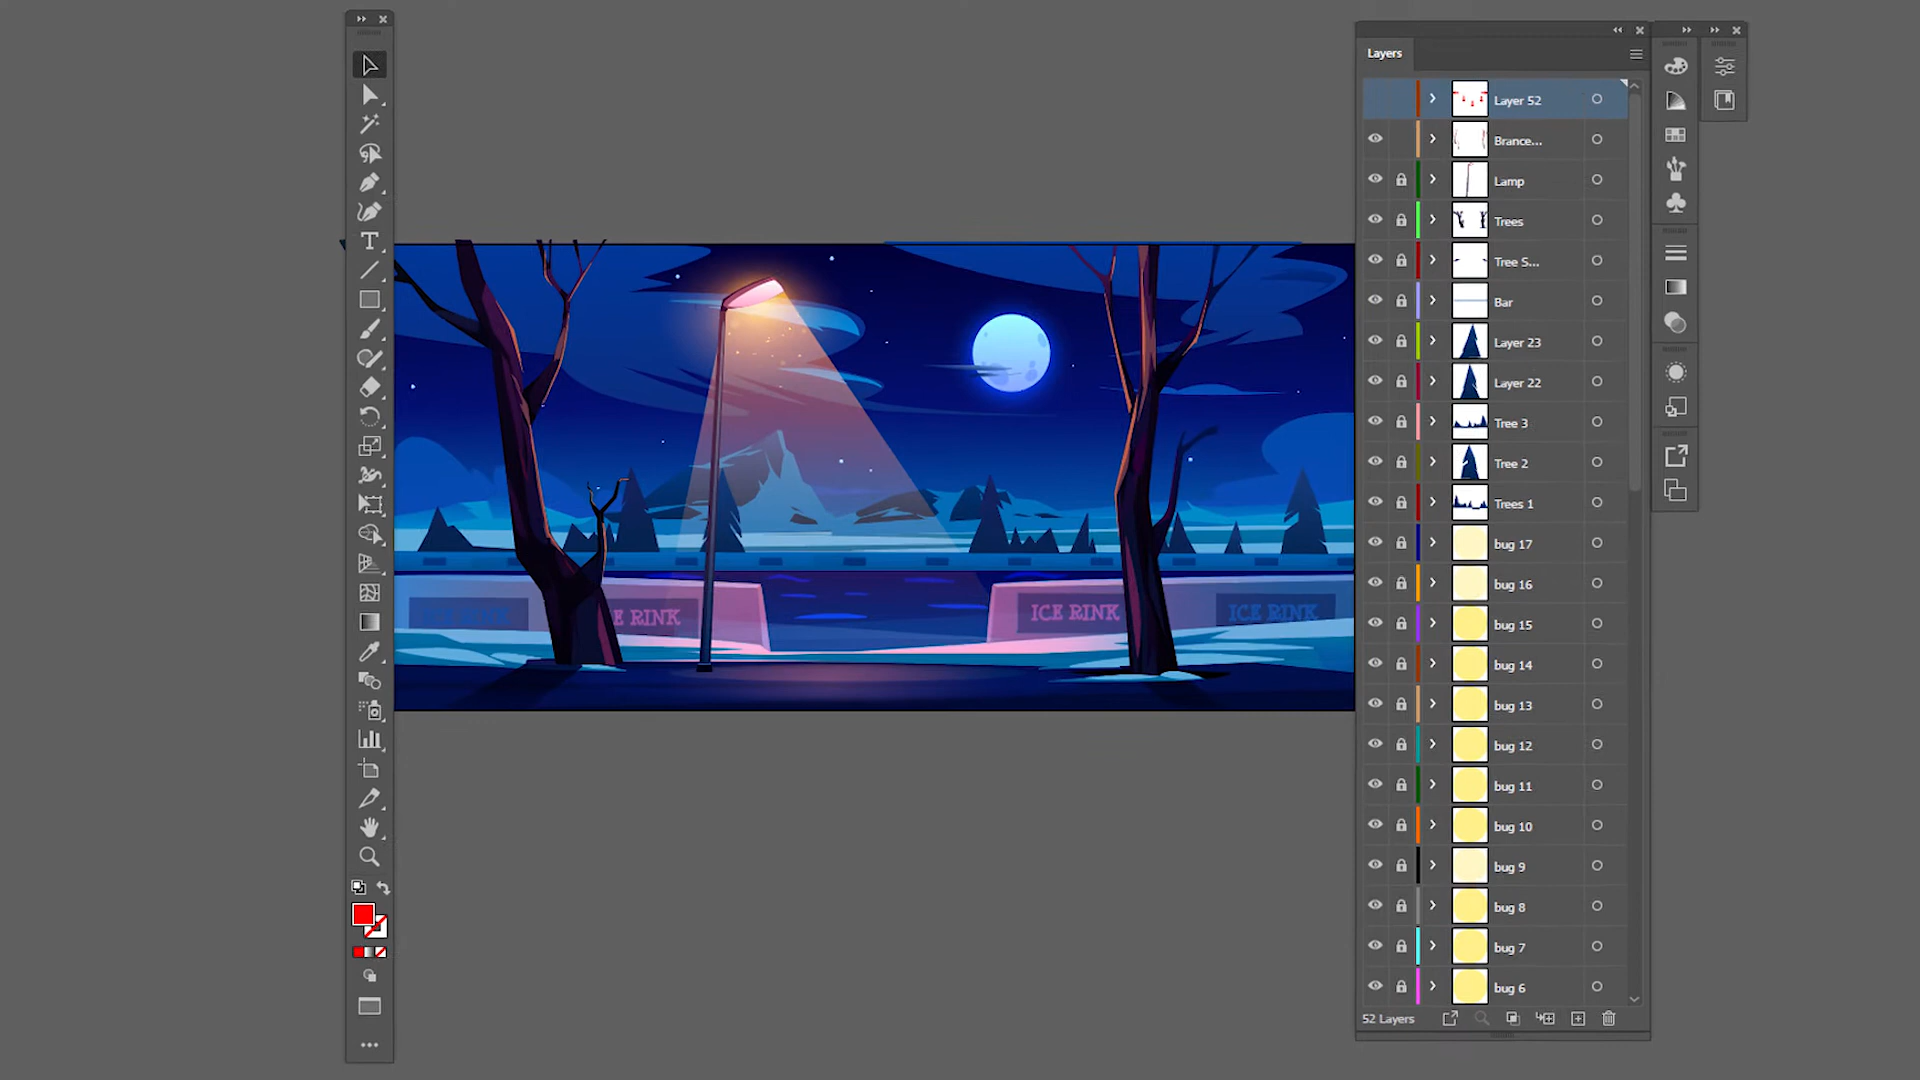 Layers
Layer 52
Brance...
Lamp
Trees
Tree S...
Bar
Layer 23
Layer 22
Tree 3
Tree 2
Trees 1
bug 17
bug 16
bug 15
bug 14
bug 13
bug 12
bug 11
bug 10
bug 9
bug 8
bug 7
bug 6
52 Layers
ICE RINK
E RINK
ICE RINK
ICE RINK
T